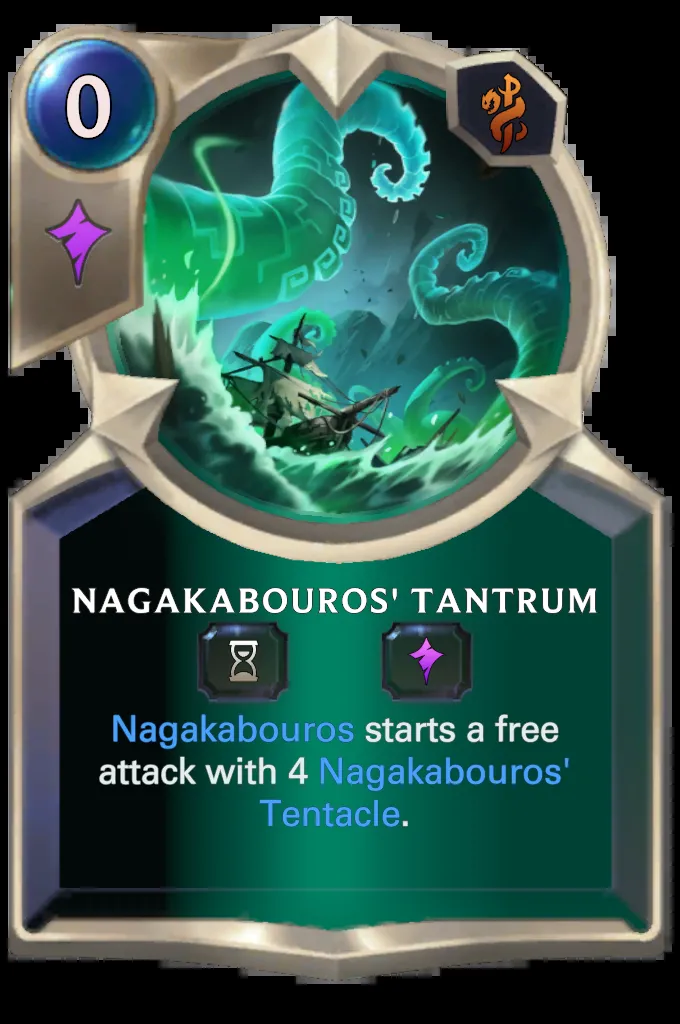 0
NAGAKABOUROS' TANTRUM
Nagakabouros starts a free
attack with 4 Nagakabouros'
Tentacle.